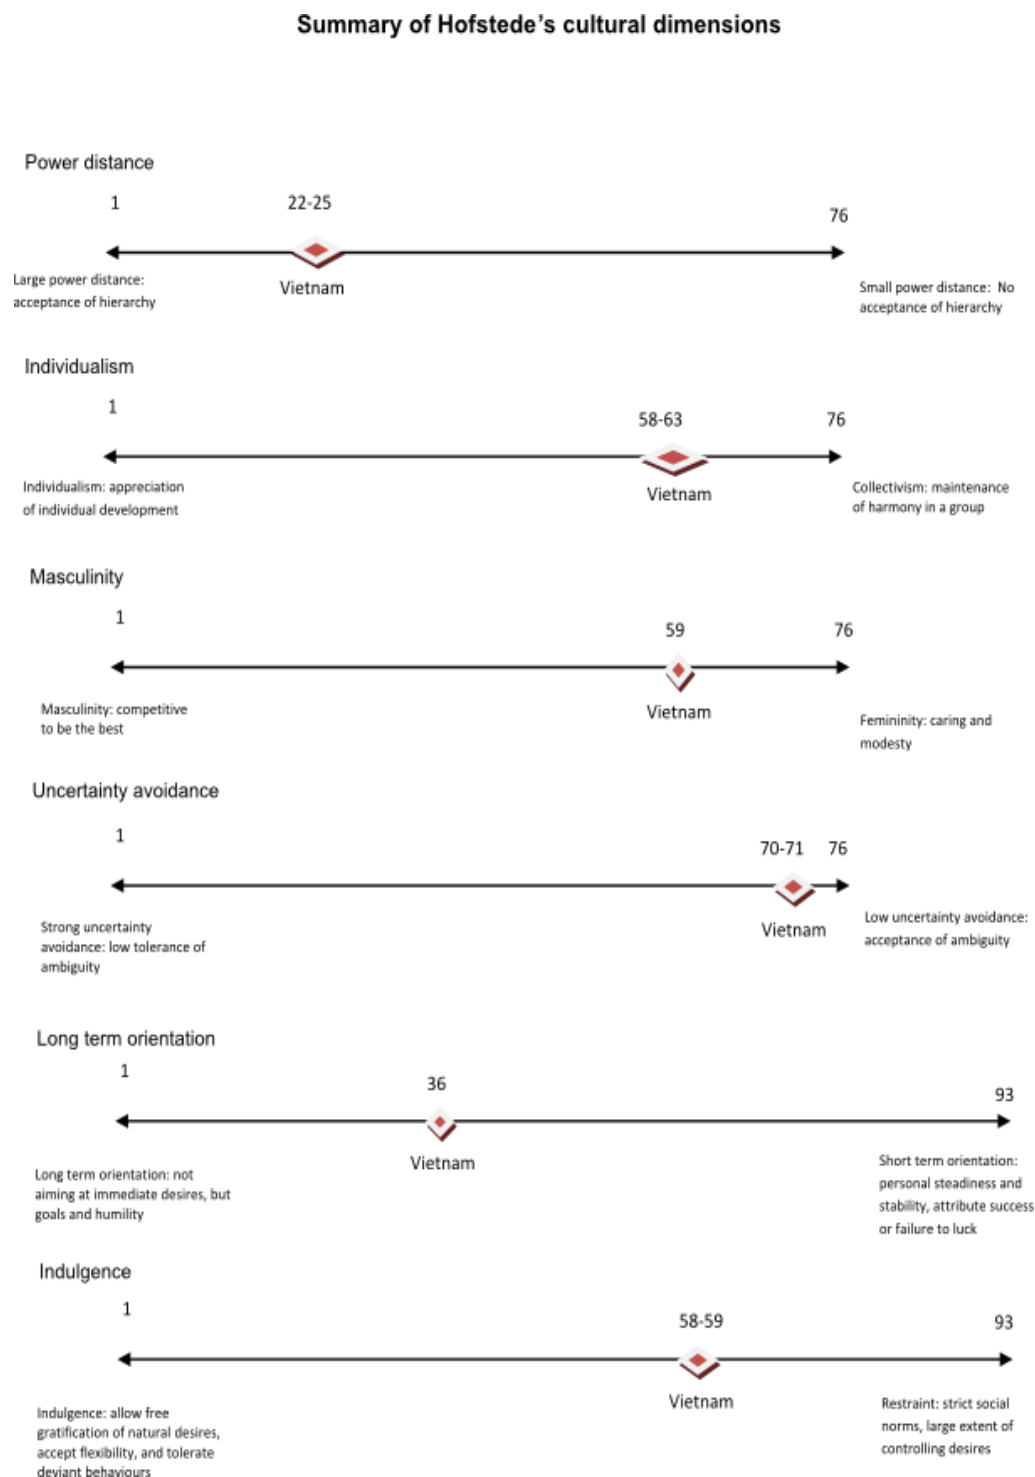 Summary of Hofstede's cultural dimensions
Power distance
1
22-25
76
Vietnam
Large power distance:
acceptance of hierarchy
Small power distance: No
acceptance of hierarchy
Individualism
1
58-63
76
Vietnam
Individualism: appreciation
of individual development
Collectivism: maintenance
of harmony in a group
Masculinity
1
59
76
Vietnam
Masculinity: competitive
to be the best
Femininity: caring and
modesty
Uncertainty avoidance
1
70-71
76
Vietnam
Strong uncertainty
avoidance: low tolerance of
ambiguity
Low uncertainty avoidance:
acceptance of ambiguity
Long term orientation
1
36
93
Vietnam
Long term orientation: not
aiming at immediate desires, but
goals and humility
Short term orientation:
personal steadiness and
stability, attribute success
or failure to luck
Indulgence
1
58-59
93
Vietnam
Indulgence: allow free
gratification of natural desires,
accept flexibility, and tolerate
deviant behaviours
Restraint: strict social
norms, large extent of
controlling desires